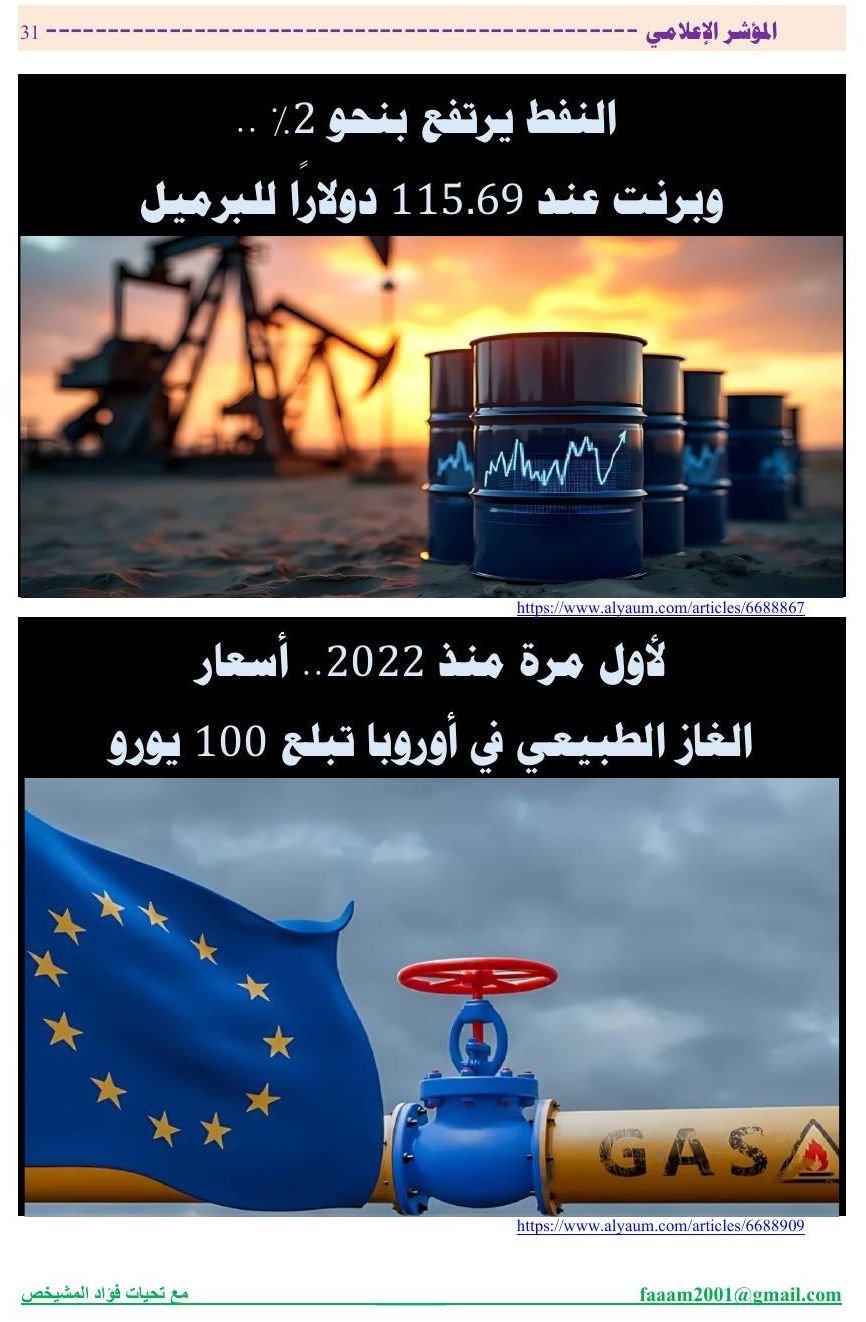 المؤشر الإعلامي ------------------------------------------------ 31
النفط يرتفع بنحو 2٪ ..
وبرنت عند 115.69 دولارًا للبرميل
https://www.alyaum.com/articles/6688867
لأول مرة منذ 2022.. أسعار
الغاز الطبيعي في أوروبا تبلغ 100 يورو
GAS
https://www.alyaum.com/articles/6688909
faaam2001@gmail.com مع تحيات فؤاد المشيخص